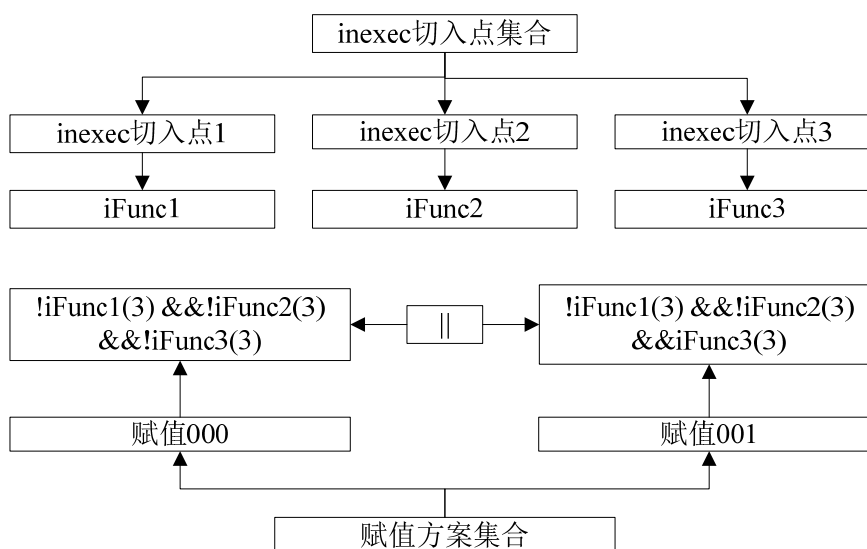 inexec切入点集合
inexec切入点1
inexec切入点2
inexec切入点3
iFunc1
iFunc2
iFunc3
!iFunc1(3) &&!iFunc2(3)
&&!iFunc3(3)
||
!iFunc1(3) &&!iFunc2(3)
&&iFunc3(3)
赋值000
赋值001
赋值方案集合